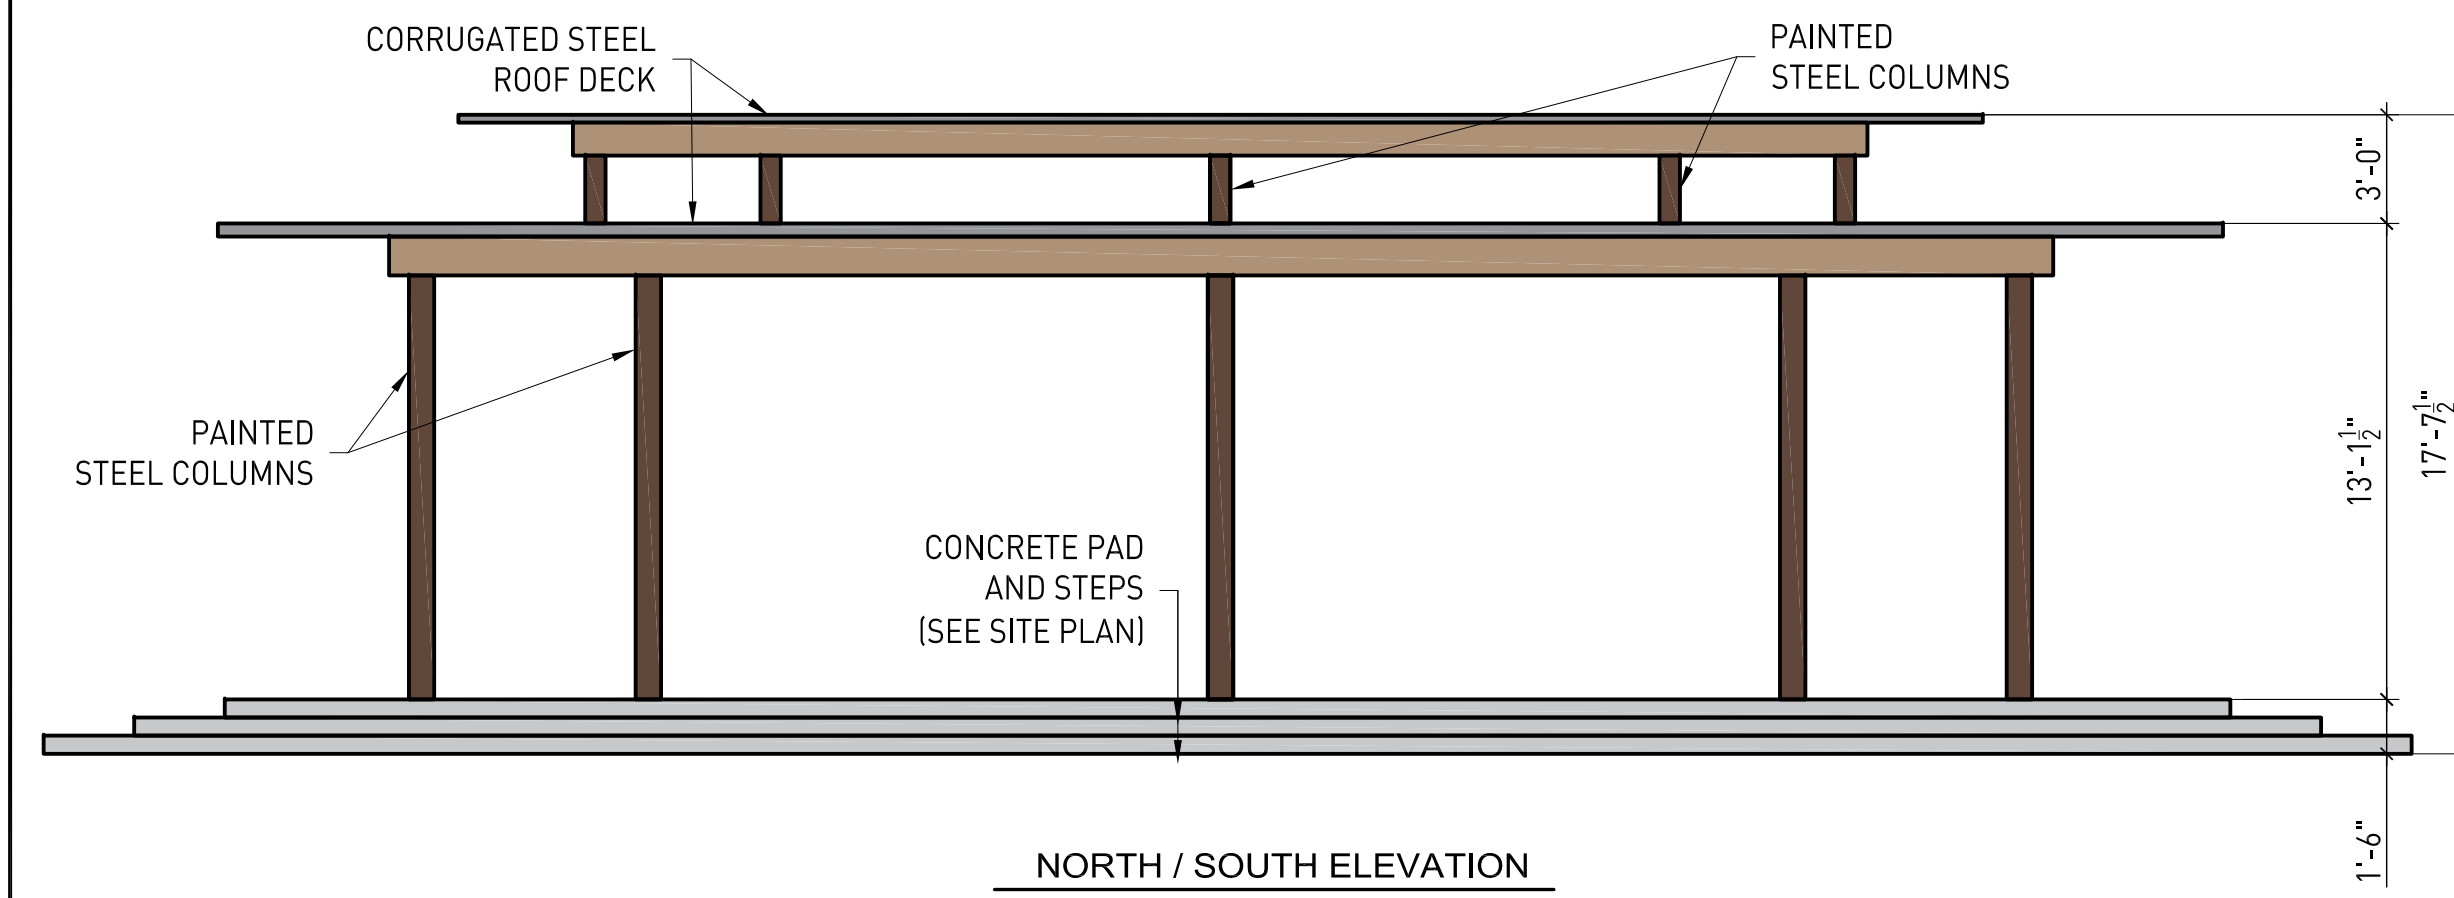 CORRUGATED STEEL
ROOF DECK
PAINTED
STEEL COLUMNS
3'-0"
PAINTED
STEEL COLUMNS
13'-1½"
17'-7½"
CONCRETE PAD
AND STEPS
(SEE SITE PLAN)
1'-6"
NORTH / SOUTH ELEVATION